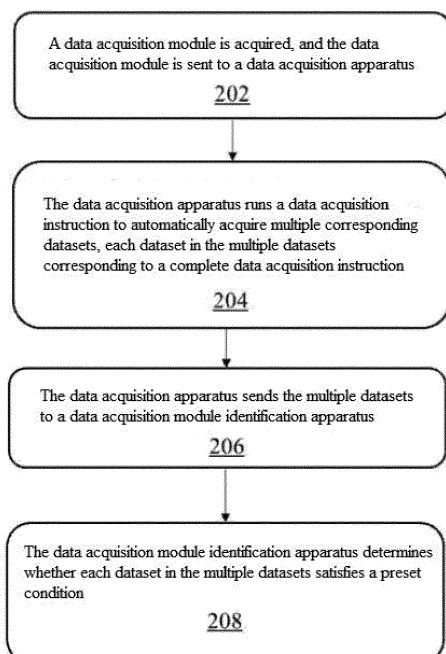 A data acquisition module is acquired, and the data
acquisition module is sent to a data acquisition apparatus
202
The data acquisition apparatus runs a data acquisition
instruction to automatically acquire multiple corresponding
datasets, each dataset in the multiple datasets
corresponding to a complete data acquisition instruction
204
The data acquisition apparatus sends the multiple datasets
to a data acquisition module identification apparatus
206
The data acquisition module identification apparatus determines
whether each dataset in the multiple datasets satisfies a preset
condition
208